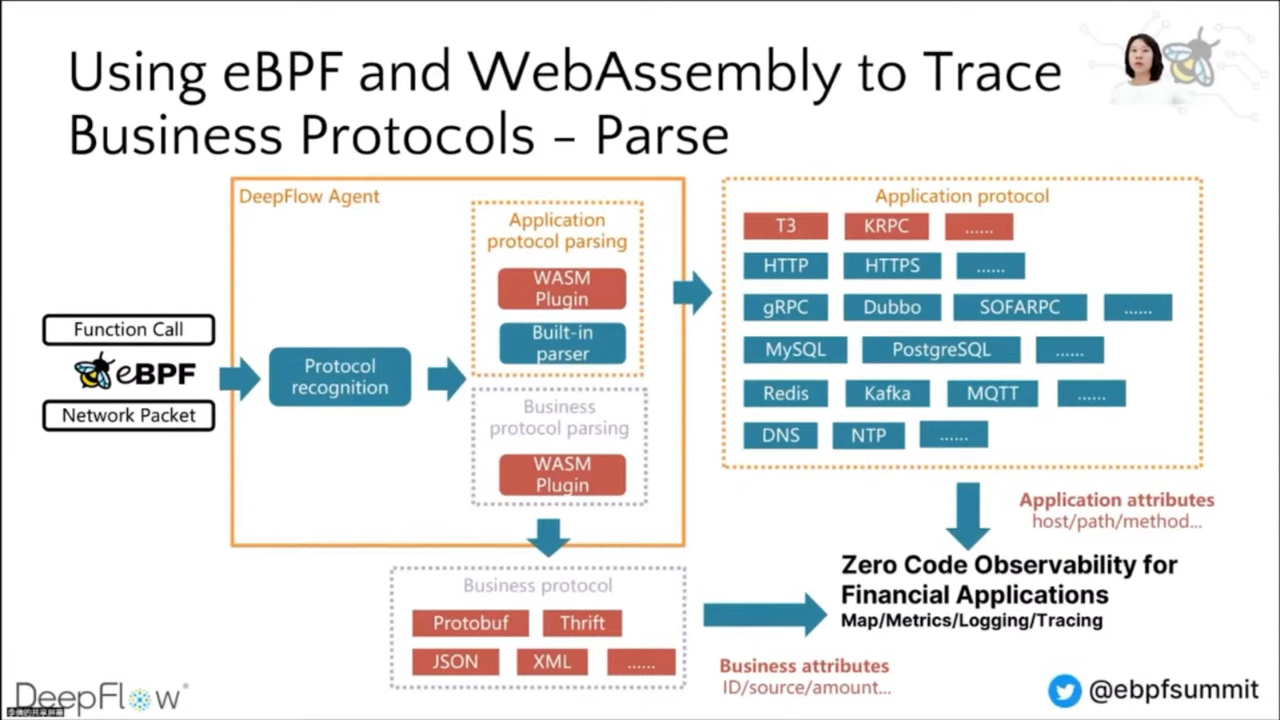 Using eBPF and WebAssembly to Trace
Business Protocols – Parse
DeepFlow Agent
Function Call
eBPF
Network Packet
Protocol
recognition
Application
protocol parsing
WASM
Plugin
Built-in
parser
Business
protocol parsing
WASM
Plugin
Application protocol
T3 KRPC ......
HTTP HTTPS ......
gRPC Dubbo SOFARPC ......
MySQL PostgreSQL ......
Redis Kafka MQTT ......
DNS NTP ......
Application attributes
host/path/method...
Business protocol
Protobuf Thrift
JSON XML ......
Zero Code Observability for
Financial Applications
Map/Metrics/Logging/Tracing
Business attributes
ID/source/amount...
DeepFlow
@ebpfsummit